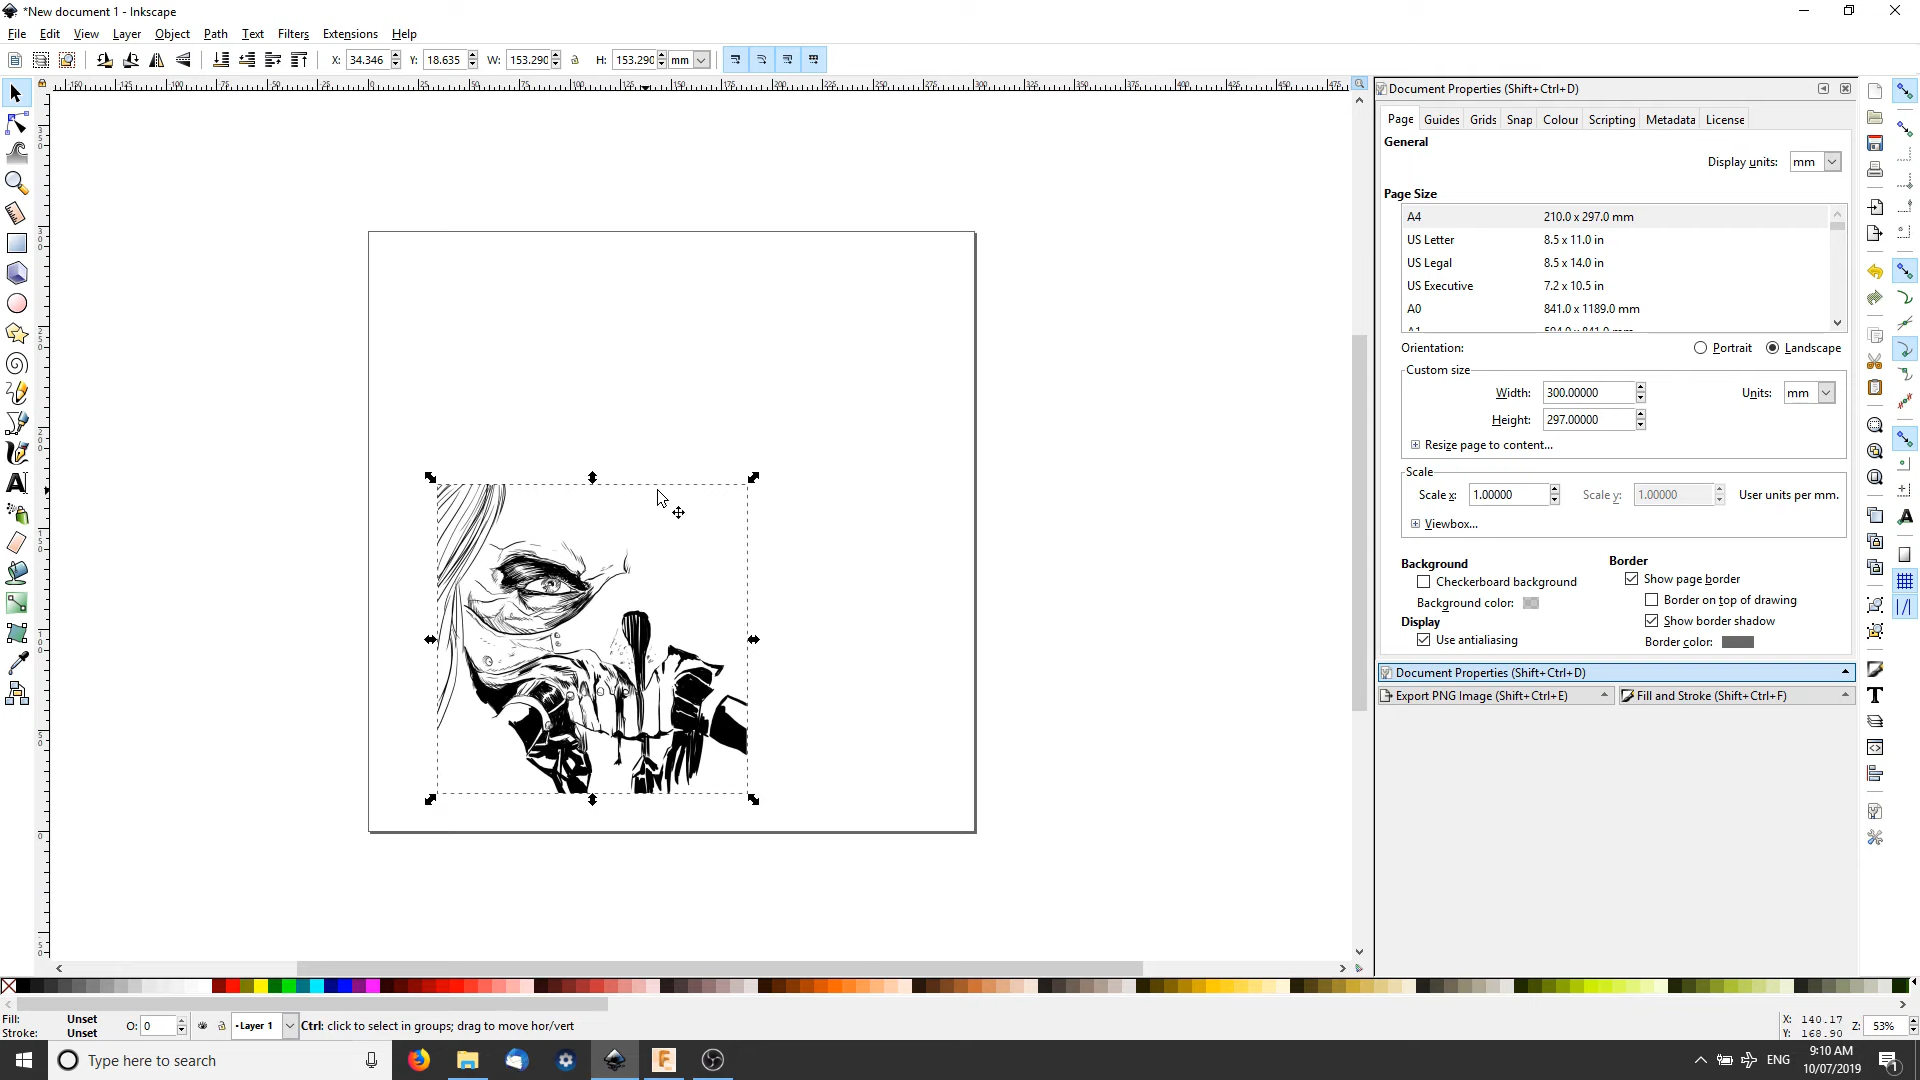 *New document 1 - Inkscape
File Edit View Layer Object Path Text Filters Extensions Help
X: 34.346 Y: 18.635 W: 153.290 H: 153.290 mm
Document Properties (Shift+Ctrl+D)
Page Guides Grids Snap Colour Scripting Metadata License
General
Display units: mm
Page Size
A4 210.0 x 297.0 mm
US Letter 8.5 x 11.0 in
US Legal 8.5 x 14.0 in
US Executive 7.2 x 10.5 in
A0 841.0 x 1189.0 mm
A1 594.0 x 841.0 mm
Orientation: Portrait Landscape
Custom size
Width: 300.00000 Units: mm
Height: 297.00000
Resize page to content...
Scale
Scale x: 1.00000 Scale y: 1.00000 User units per mm.
Viewbox...
Background
Checkerboard background
Background color:
Display
Use antialiasing
Border
Show page border
Border on top of drawing
Show border shadow
Border color:
Document Properties (Shift+Ctrl+D)
Export PNG Image (Shift+Ctrl+E) Fill and Stroke (Shift+Ctrl+F)
Fill: Unset
Stroke: Unset
O: 0
Layer 1
Ctrl: click to select in groups; drag to move hor/vert
X: 140.17
Y: 168.90
Z: 53%
Type here to search
ENG
9:10 AM
10/07/2019
1